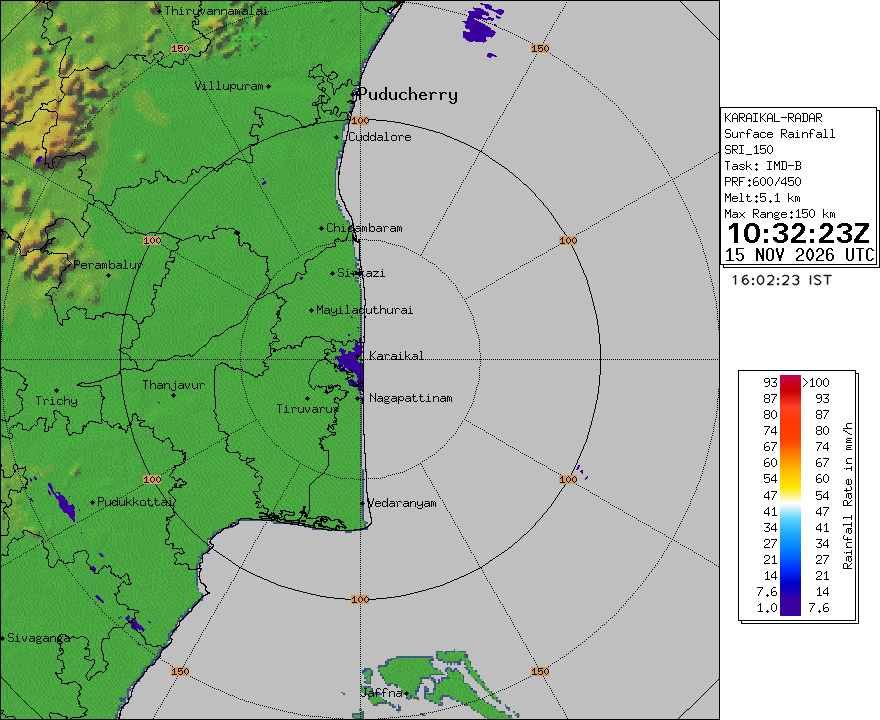 Thiruvannamalai
150
150
Villupuram
Puducherry
100
Cuddalore
Chidambaram
100
100
Perambalur
Sirkazi
Mayiladuthurai
Karaikal
Thanjavur
Trichy
Tiruvarur
Nagapattinam
100
100
Pudukkottai
Vedaranyam
100
Sivaganga
150
150
Jaffna
KARAIKAL-RADAR
Surface Rainfall
SRI_150
Task: IMD-B
PRF:600/450
Melt:5.1 km
Max Range:150 km
10:32:23Z
15 NOV 2026 UTC
16:02:23 IST
93 >100
87 93
80 87
74 80
67 74
60 67
54 60
47 54
41 47
34 41
27 34
21 27
14 21
7.6 14
1.0 7.6
Rainfall Rate in mm/h